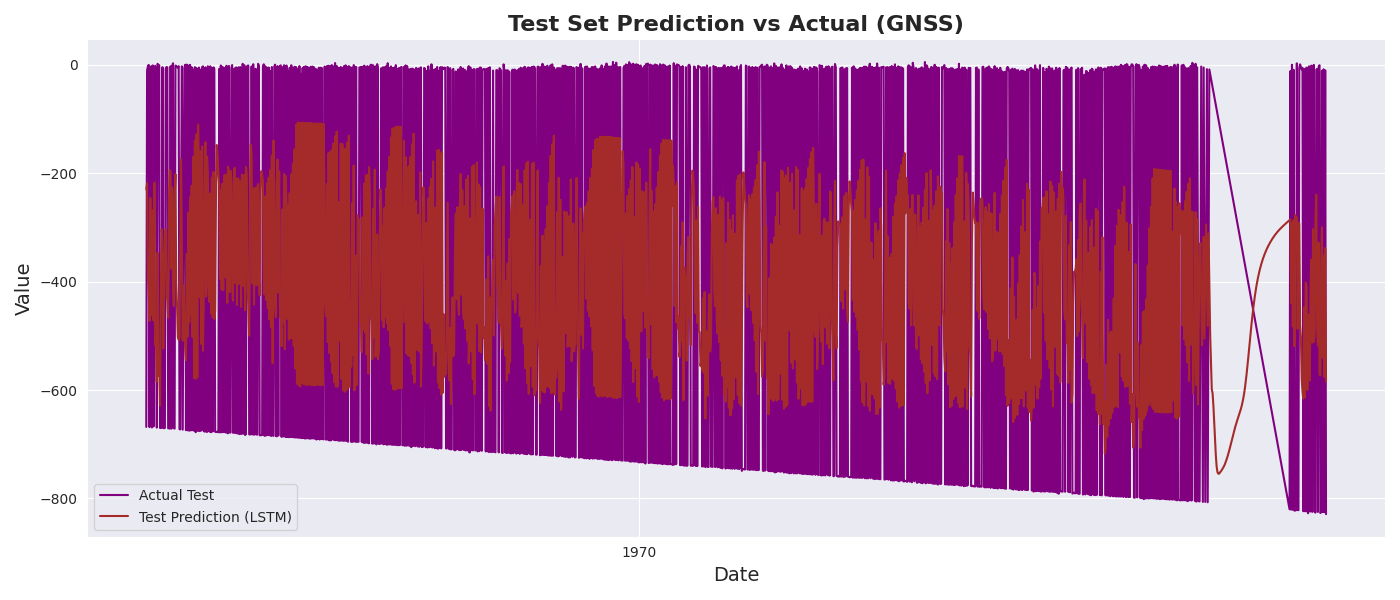 Test Set Prediction vs Actual (GNSS)
Value
0
−200
−400
−600
−800
Actual Test
Test Prediction (LSTM)
1970
Date